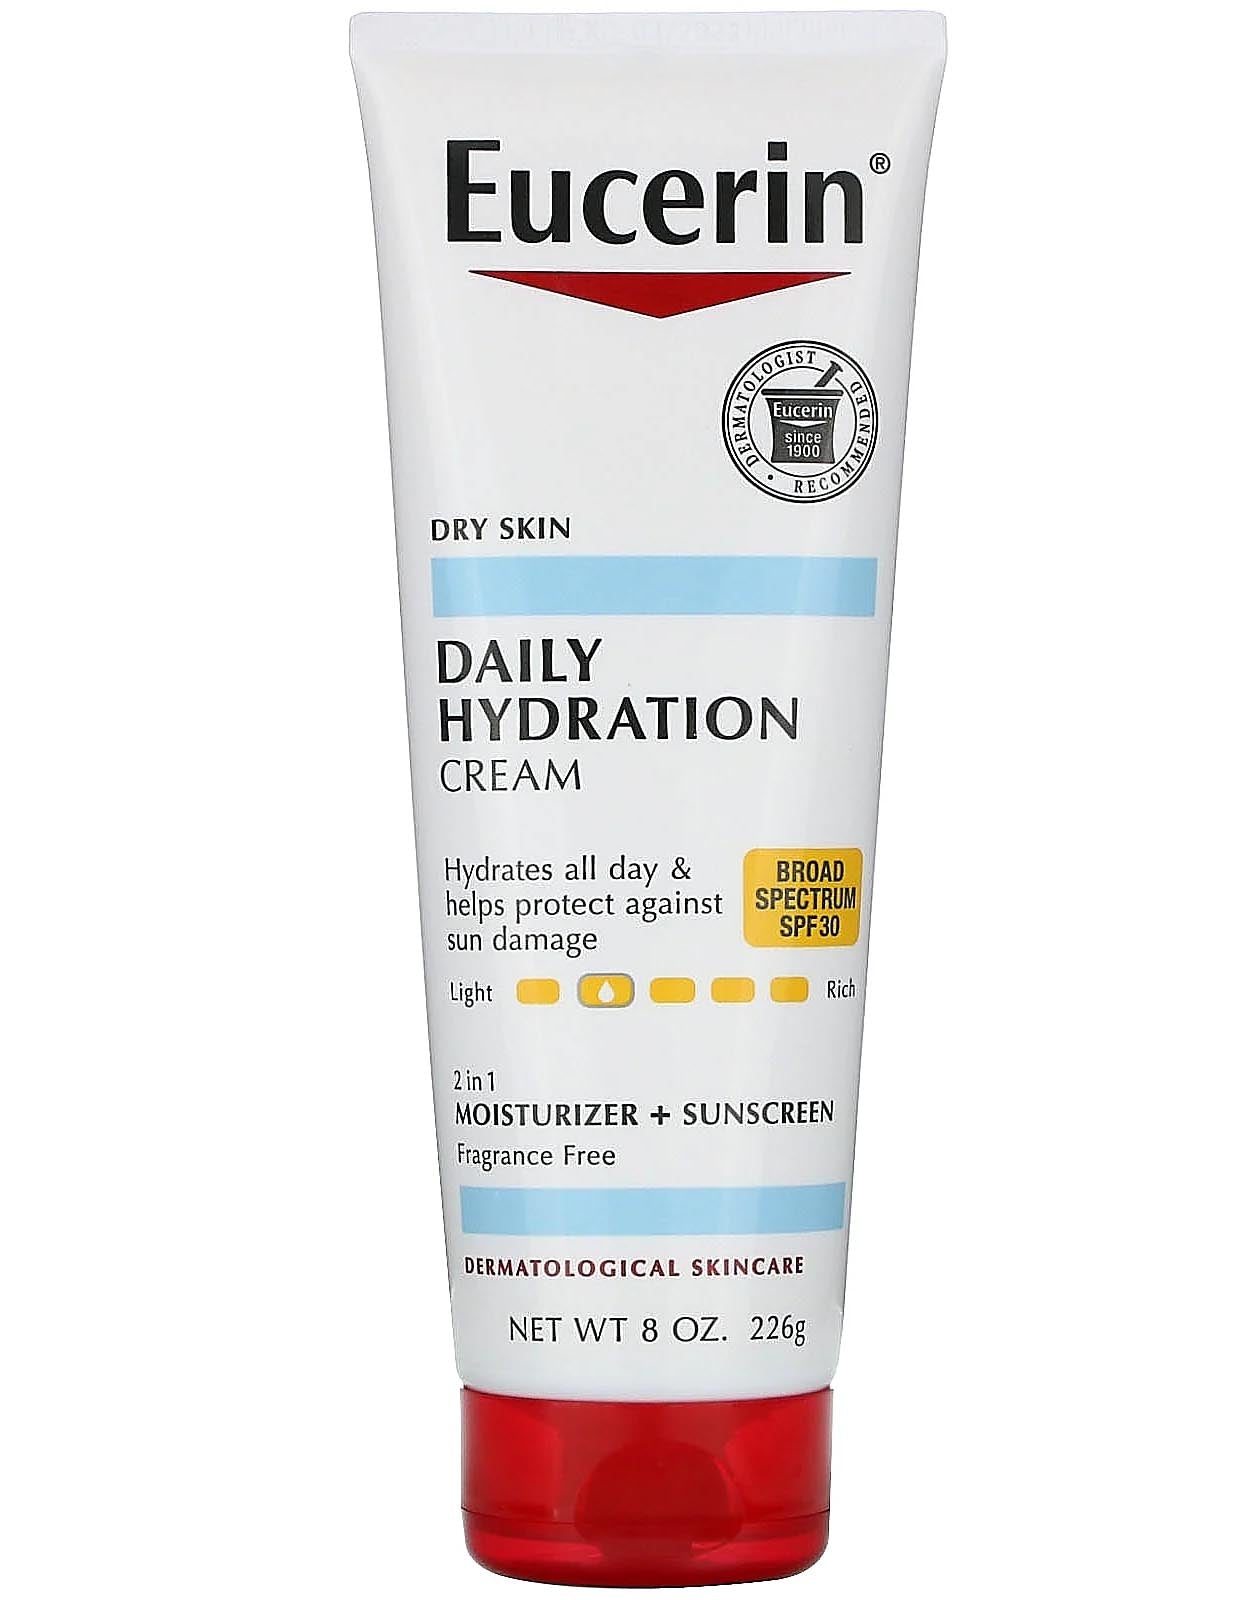 Eucerin®
DERMATOLOGIST RECOMMENDED •
Eucerin
since
1900
DRY SKIN
DAILY
HYDRATION
CREAM
Hydrates all day &
helps protect against
sun damage
BROAD
SPECTRUM
SPF30
Light Rich
2 in 1
MOISTURIZER + SUNSCREEN
Fragrance Free
DERMATOLOGICAL SKINCARE
NET WT 8 OZ. 226g